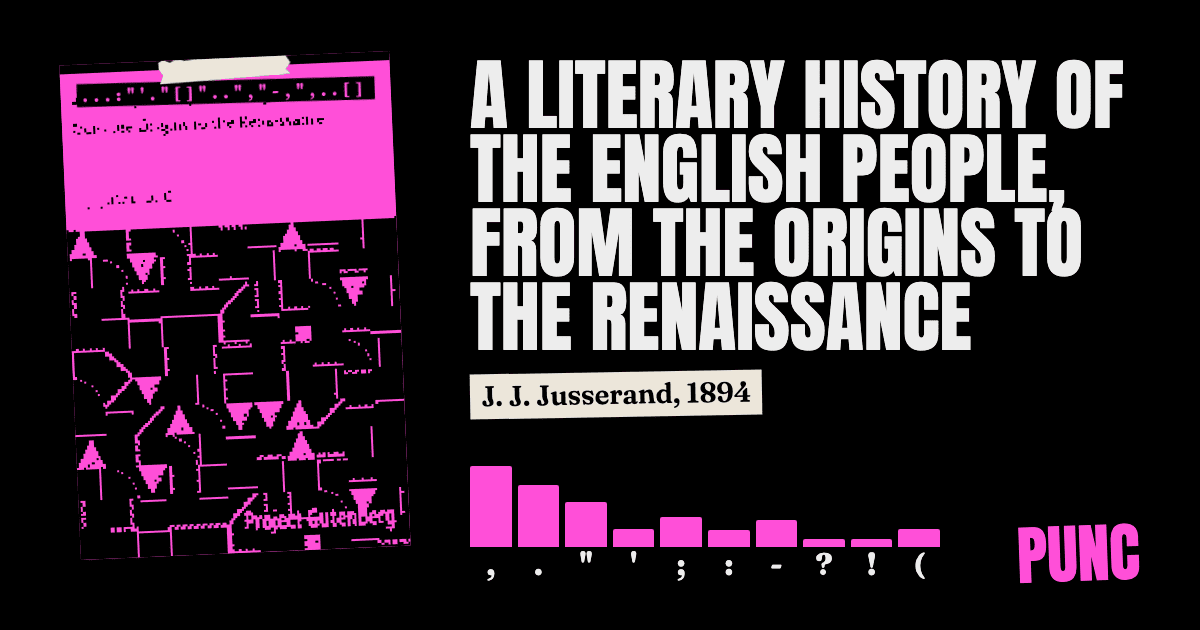 ...:"'."[]"..","-,",..[]
Project Gutenberg
A LITERARY HISTORY OF
THE ENGLISH PEOPLE,
FROM THE ORIGINS TO
THE RENAISSANCE
J. J. Jusserand, 1894
, . " ' ; : - ? ! (
PUNC